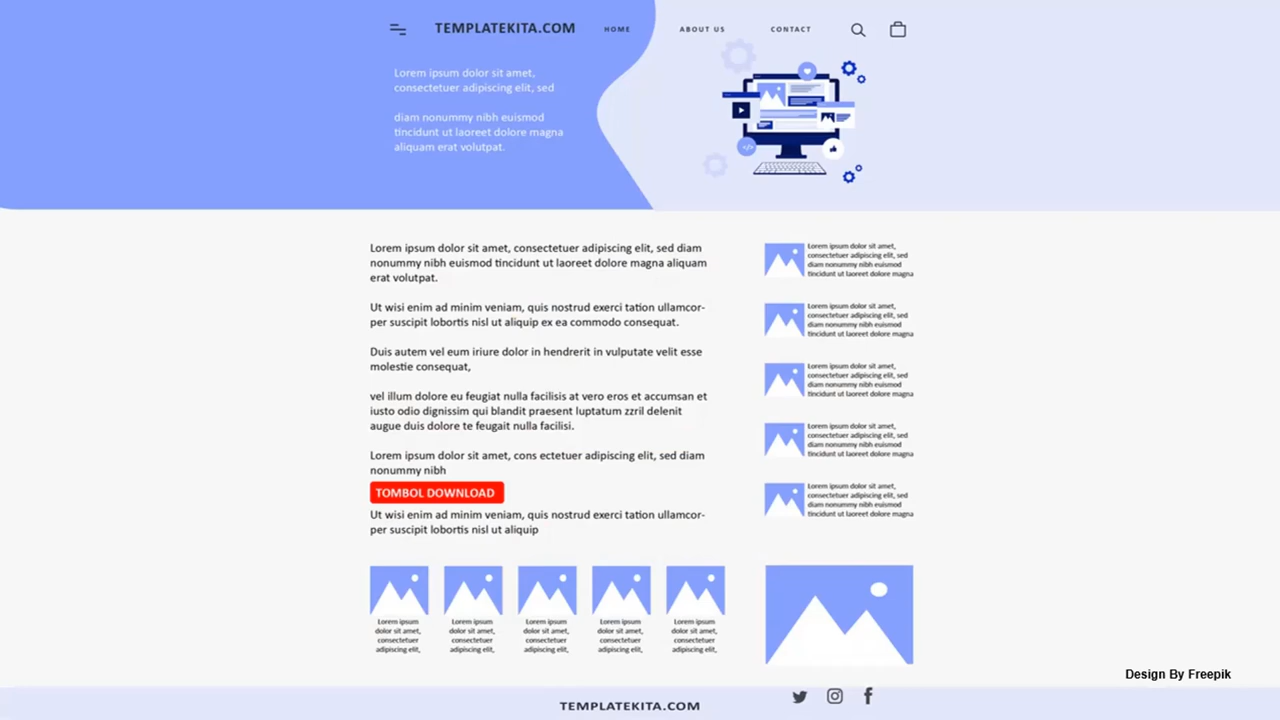 TEMPLATEKITA.COM
HOME
ABOUT US
CONTACT
Lorem ipsum dolor sit amet,
consectetuer adipiscing elit, sed
diam nonummy nibh euismod
tincidunt ut laoreet dolore magna
aliquam erat volutpat.
</>
Lorem ipsum dolor sit amet, consectetuer adipiscing elit, sed diam
nonummy nibh euismod tincidunt ut laoreet dolore magna aliquam
erat volutpat.
Ut wisi enim ad minim veniam, quis nostrud exerci tation ullamcor-
per suscipit lobortis nisl ut aliquip ex ea commodo consequat.
Duis autem vel eum iriure dolor in hendrerit in vulputate velit esse
molestie consequat,
vel illum dolore eu feugiat nulla facilisis at vero eros et accumsan et
iusto odio dignissim qui blandit praesent luptatum zzril delenit
augue duis dolore te feugait nulla facilisi.
Lorem ipsum dolor sit amet, cons ectetuer adipiscing elit, sed diam
nonummy nibh
TOMBOL DOWNLOAD
Ut wisi enim ad minim veniam, quis nostrud exerci tation ullamcor-
per suscipit lobortis nisl ut aliquip
Lorem ipsum dolor sit amet,
consectetuer adipiscing elit, sed
diam nonummy nibh euismod
tincidunt ut laoreet dolore magna
Lorem ipsum dolor sit amet,
consectetuer adipiscing elit, sed
diam nonummy nibh euismod
tincidunt ut laoreet dolore magna
Lorem ipsum dolor sit amet,
consectetuer adipiscing elit, sed
diam nonummy nibh euismod
tincidunt ut laoreet dolore magna
Lorem ipsum dolor sit amet,
consectetuer adipiscing elit, sed
diam nonummy nibh euismod
tincidunt ut laoreet dolore magna
Lorem ipsum dolor sit amet,
consectetuer adipiscing elit, sed
diam nonummy nibh euismod
tincidunt ut laoreet dolore magna
Lorem ipsum
dolor sit amet,
consectetuer
adipiscing elit,
Lorem ipsum
dolor sit amet,
consectetuer
adipiscing elit,
Lorem ipsum
dolor sit amet,
consectetuer
adipiscing elit,
Lorem ipsum
dolor sit amet,
consectetuer
adipiscing elit,
Lorem ipsum
dolor sit amet,
consectetuer
adipiscing elit,
Design By Freepik
TEMPLATEKITA.COM